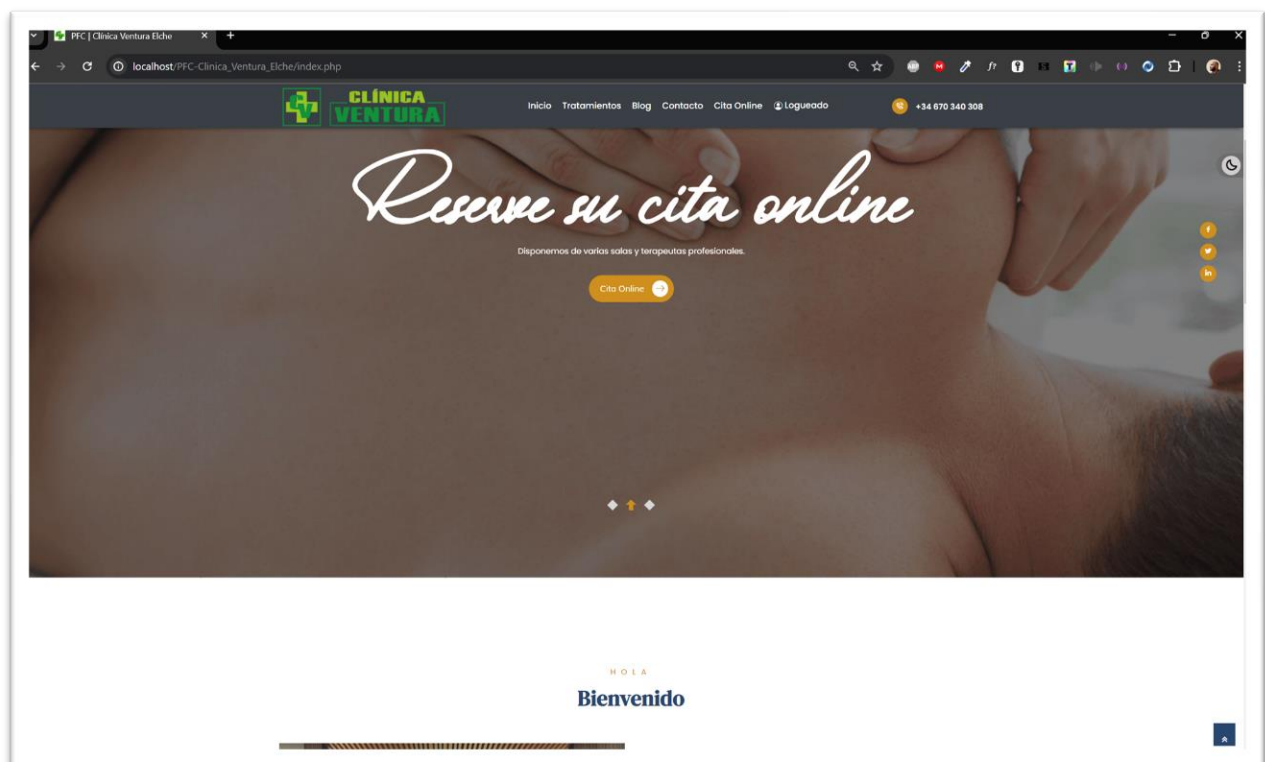 PFC | Clínica Ventura Elche
localhost/PFC-Clinica_Ventura_Elche/index.php
CLÍNICA
VENTURA
Inicio Tratamientos Blog Contacto Cita Online Logueado
+34 670 340 308
Reserve su cita online
Disponemos de varias salas y terapeutas profesionales.
Cita Online
HOLA
Bienvenido